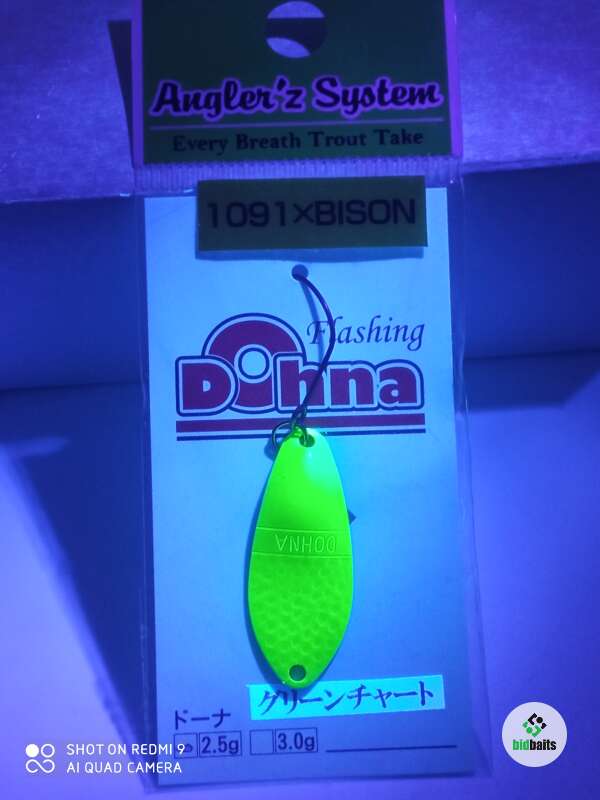 Angler'z System
Every Breath Trout Take
1091×BISON
Flashing
Dohna
DOHNA
グリーンチャート
ドーナ
2.5g 3.0g
SHOT ON REDMI 9
AI QUAD CAMERA
bidbaits